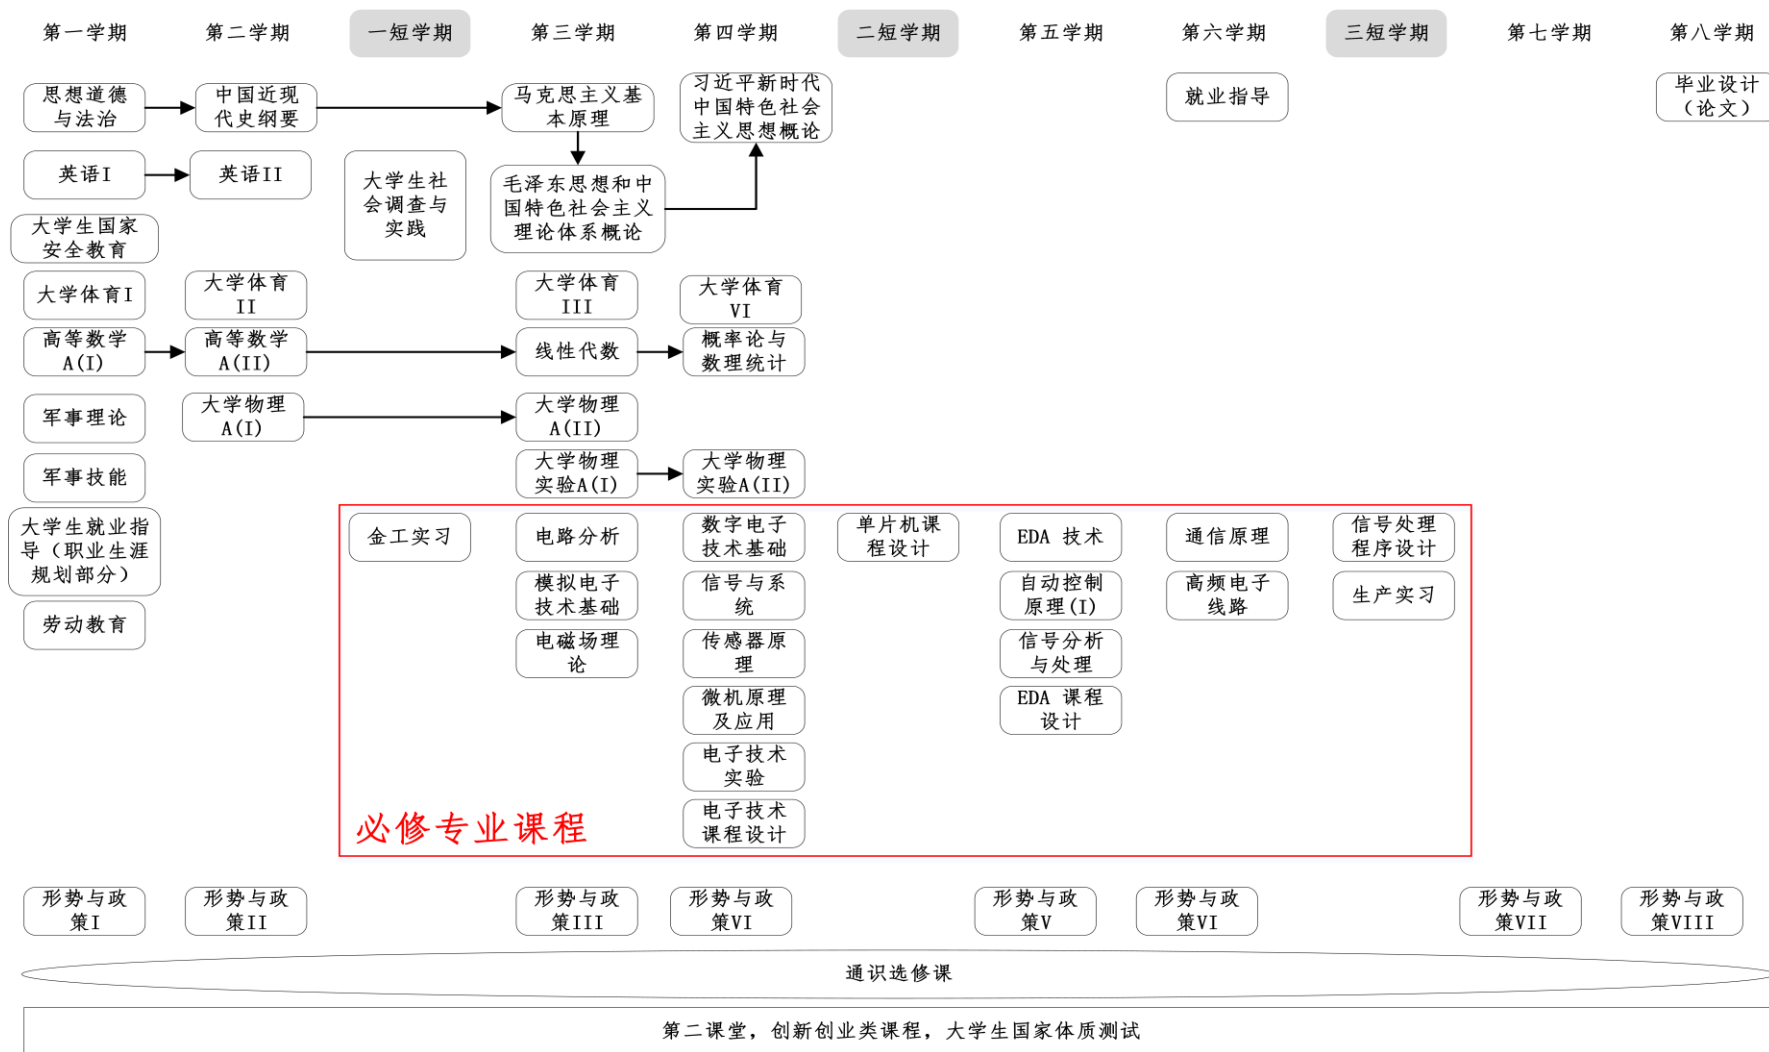 第一学期 第二学期 一短学期 第三学期 第四学期 二短学期 第五学期 第六学期 三短学期 第七学期 第八学期
思想道德
与法治
中国近现
代史纲要
马克思主义基
本原理
习近平新时代
中国特色社会
主义思想概论
就业指导
毕业设计
（论文）
英语I
英语II
大学生社
会调查与
实践
毛泽东思想和中
国特色社会主义
理论体系概论
大学生国家
安全教育
大学体育I
大学体育
II
大学体育
III
大学体育
VI
高等数学
A(I)
高等数学
A(II)
线性代数
概率论与
数理统计
军事理论
大学物理
A(I)
大学物理
A(II)
军事技能
大学物理
实验A(I)
大学物理
实验A(II)
大学生就业指
导（职业生涯
规划部分）
金工实习
电路分析
数字电子
技术基础
单片机课
程设计
EDA 技术
通信原理
信号处理
程序设计
模拟电子
技术基础
信号与系
统
自动控制
原理(I)
高频电子
线路
生产实习
劳动教育
电磁场理
论
传感器原
理
信号分析
与处理
微机原理
及应用
EDA 课程
设计
电子技术
实验
电子技术
课程设计
必修专业课程
形势与政
策I
形势与政
策II
形势与政
策III
形势与政
策VI
形势与政
策V
形势与政
策VI
形势与政
策VII
形势与政
策VIII
通识选修课
第二课堂，创新创业类课程，大学生国家体质测试